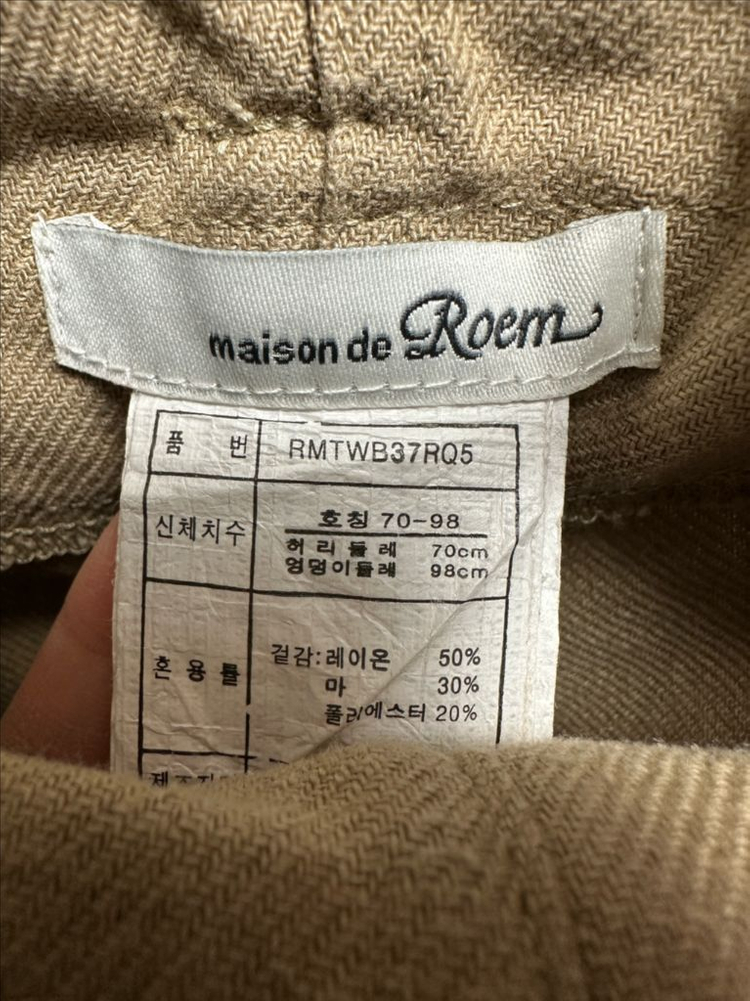 maison de Roem
품 번 RMTWB37RQ5
신체치수 호칭 70-98
허리둘레 70cm
엉덩이둘레 98cm
혼용률 겉감:레이온 50%
마 30%
폴리에스터 20%